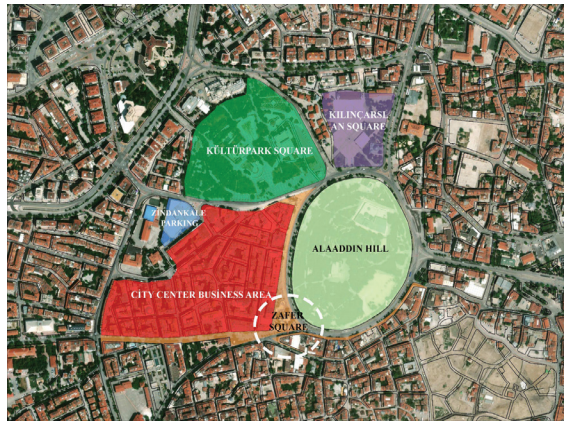 KILINÇARSL
AN SQUARE
KÜLTÜRPARK SQUARE
ZINDANKALE
PARKING
ALAADDIN HILL
CITY CENTER BUSINESS AREA
ZAFER
SQUARE